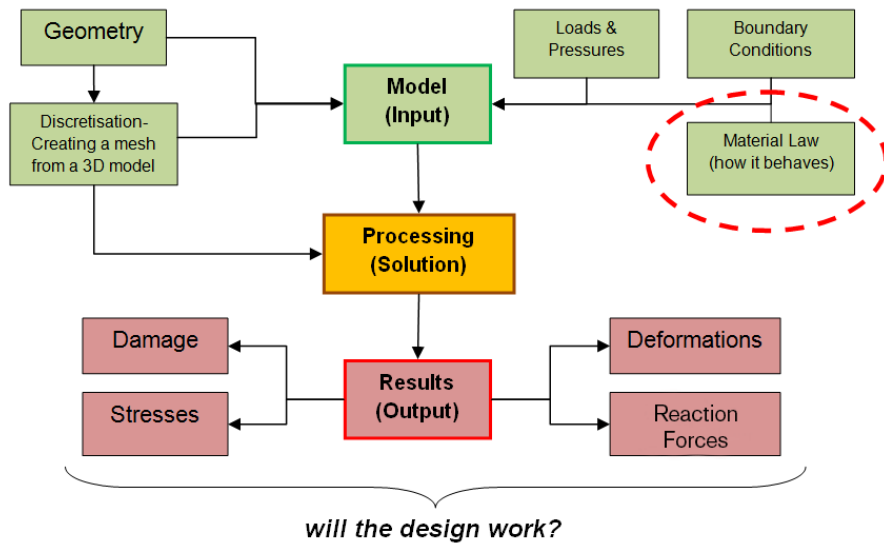 Geometry
Loads &
Pressures
Boundary
Conditions
Model
(Input)
Discretisation-
Creating a mesh
from a 3D model
Material Law
(how it behaves)
Processing
(Solution)
Damage
Deformations
Results
(Output)
Stresses
Reaction
Forces
will the design work?